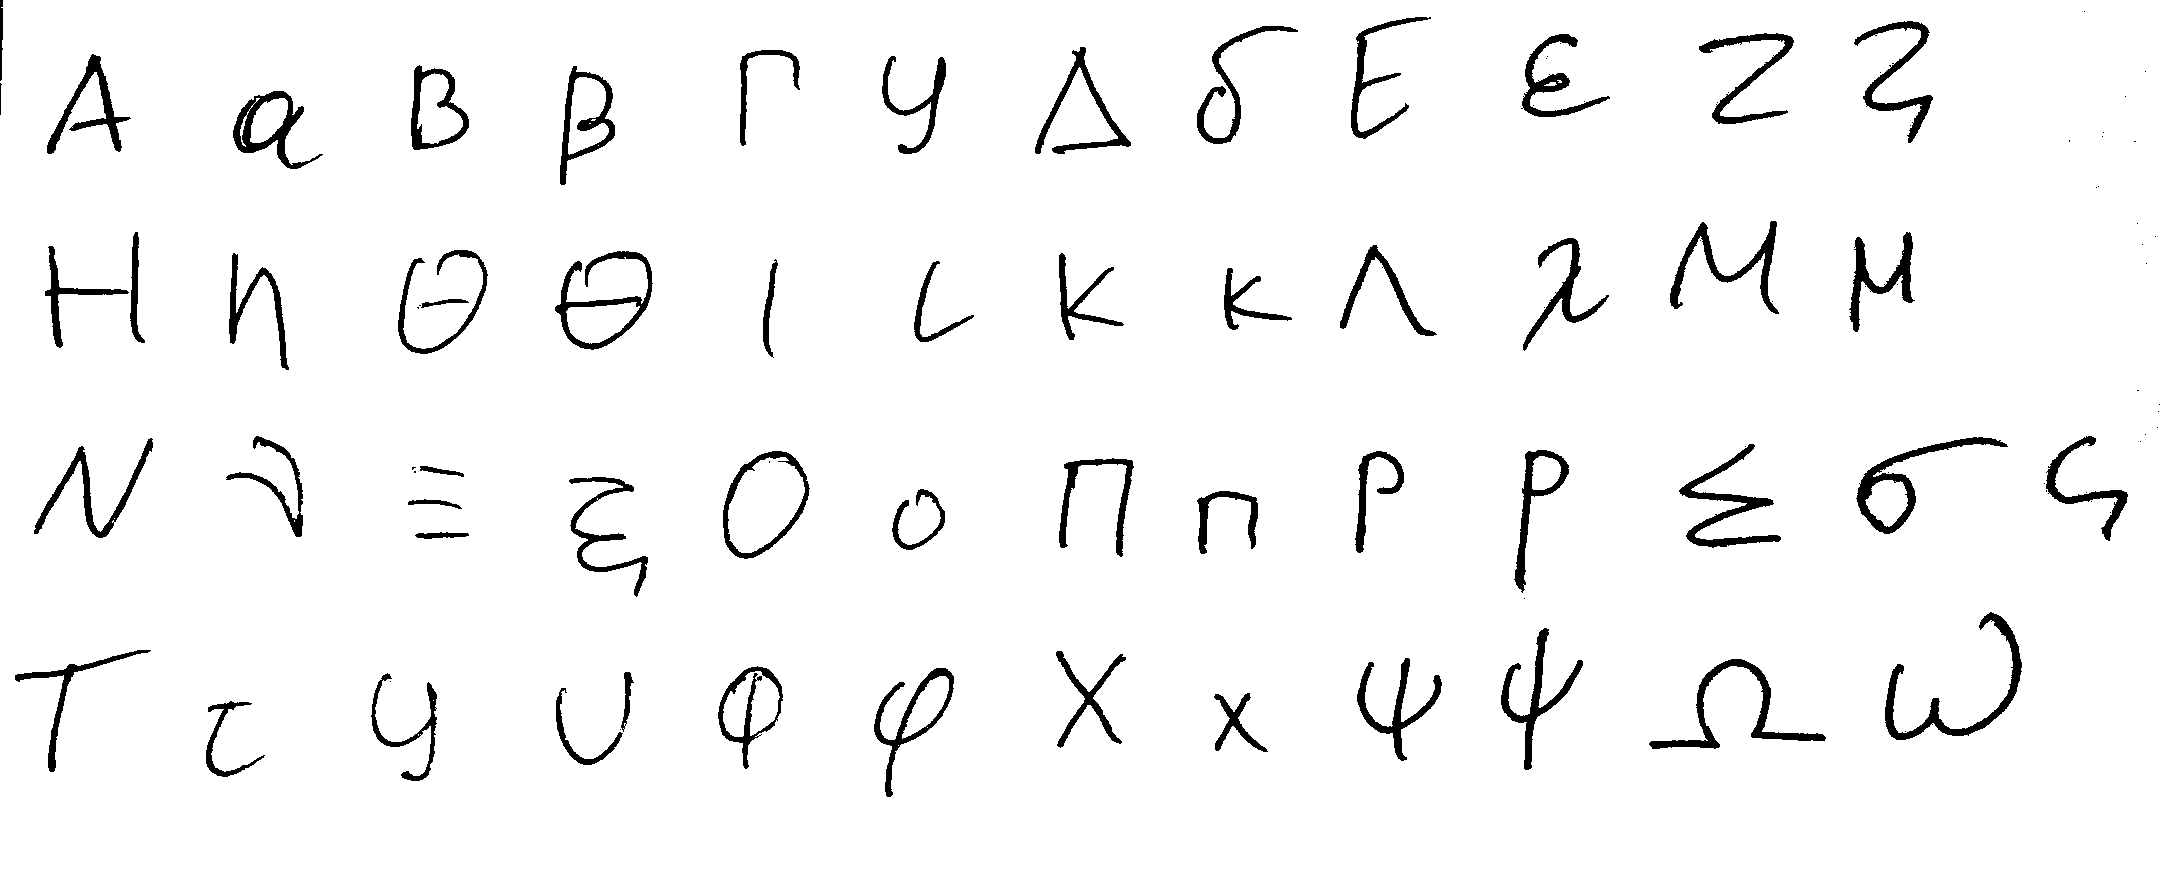 Α α Β β Γ γ Δ δ Ε ε Ζ ζ
Η η Θ θ Ι ι Κ κ Λ λ Μ μ
Ν ν Ξ ξ Ο ο Π π Ρ ρ Σ σ ς
Τ τ Υ υ Φ φ Χ χ Ψ ψ Ω ω